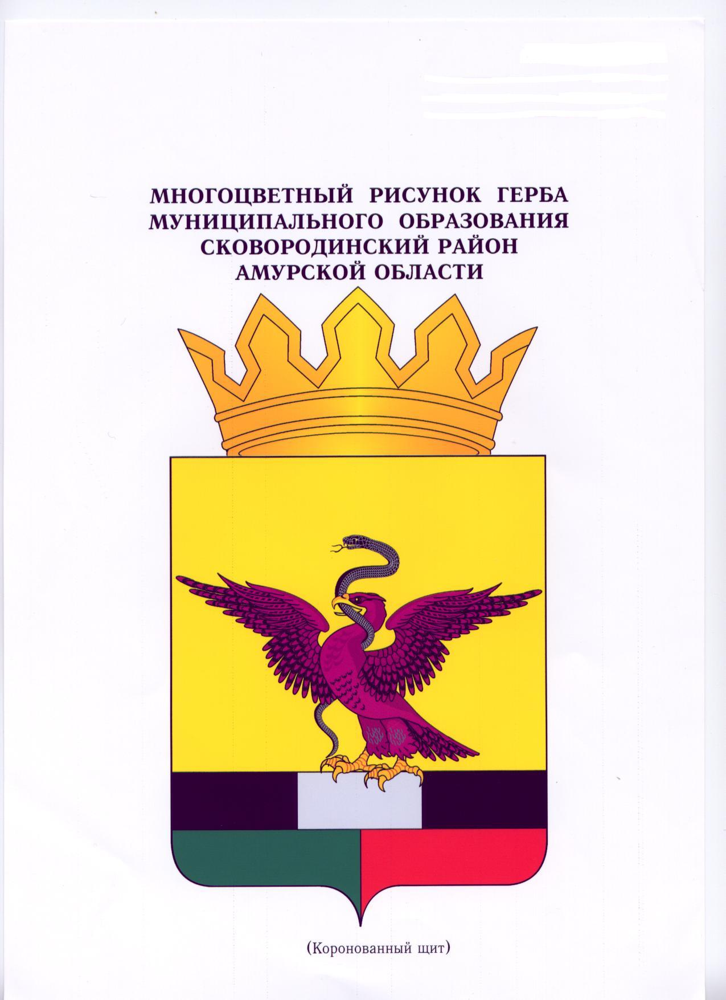 МНОГОЦВЕТНЫЙ РИСУНОК ГЕРБА
МУНИЦИПАЛЬНОГО ОБРАЗОВАНИЯ
СКОВОРОДИНСКИЙ РАЙОН
АМУРСКОЙ ОБЛАСТИ
(Коронованный щит)